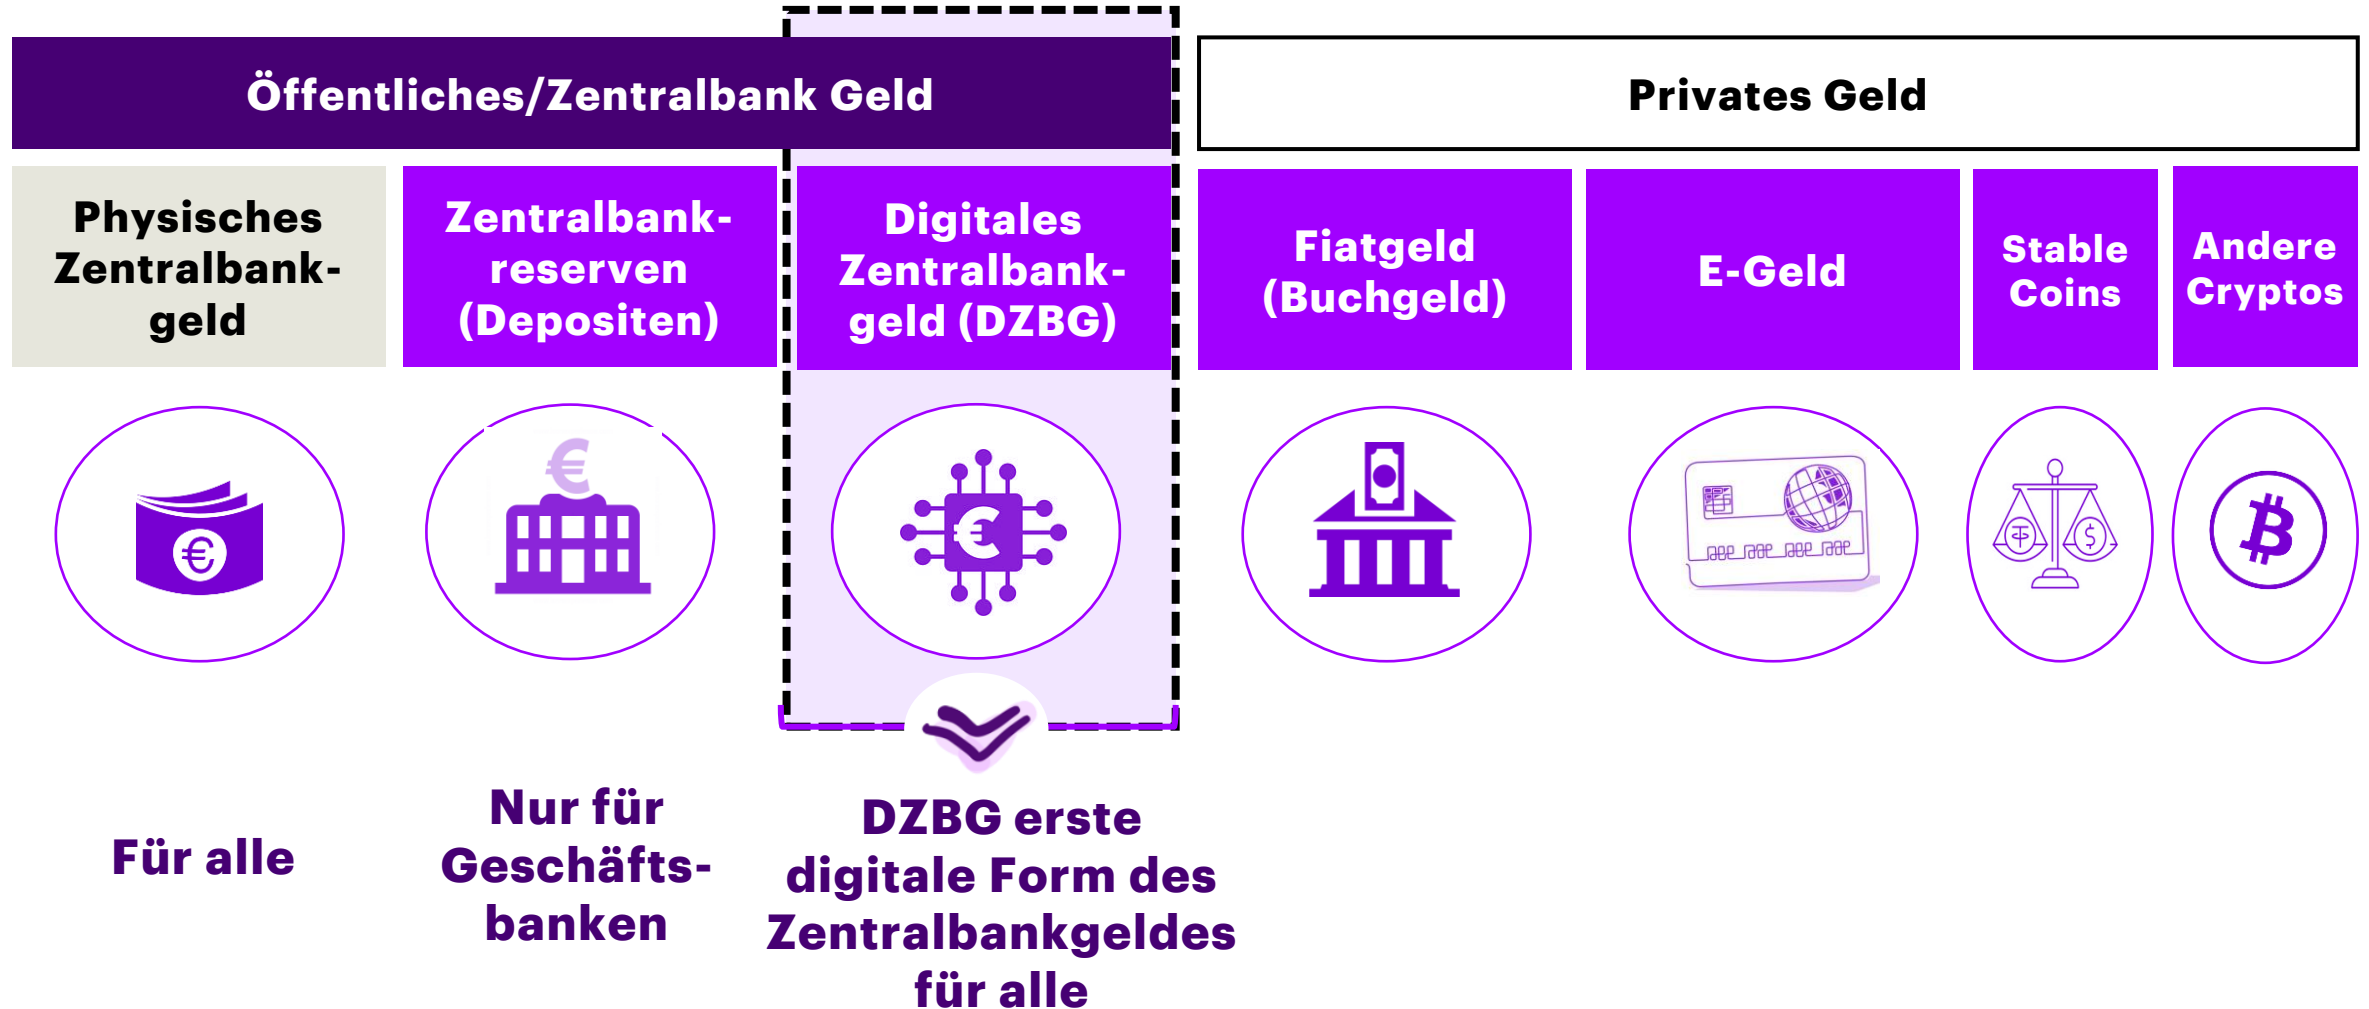 Öffentliches/Zentralbank Geld
Privates Geld
Physisches
Zentralbank-
geld
Zentralbank-
reserven
(Depositen)
Digitales
Zentralbank-
geld (DZBG)
Fiatgeld
(Buchgeld)
E-Geld
Stable
Coins
Andere
Cryptos
Für alle
Nur für
Geschäfts-
banken
DZBG erste
digitale Form des
Zentralbankgeldes
für alle